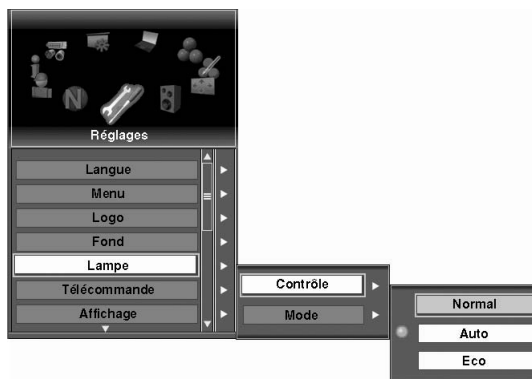 Réglages
Langue
Menu
Logo
Fond
Lampe
Télécommande
Affichage
Contrôle
Mode
Normal
Auto
Eco